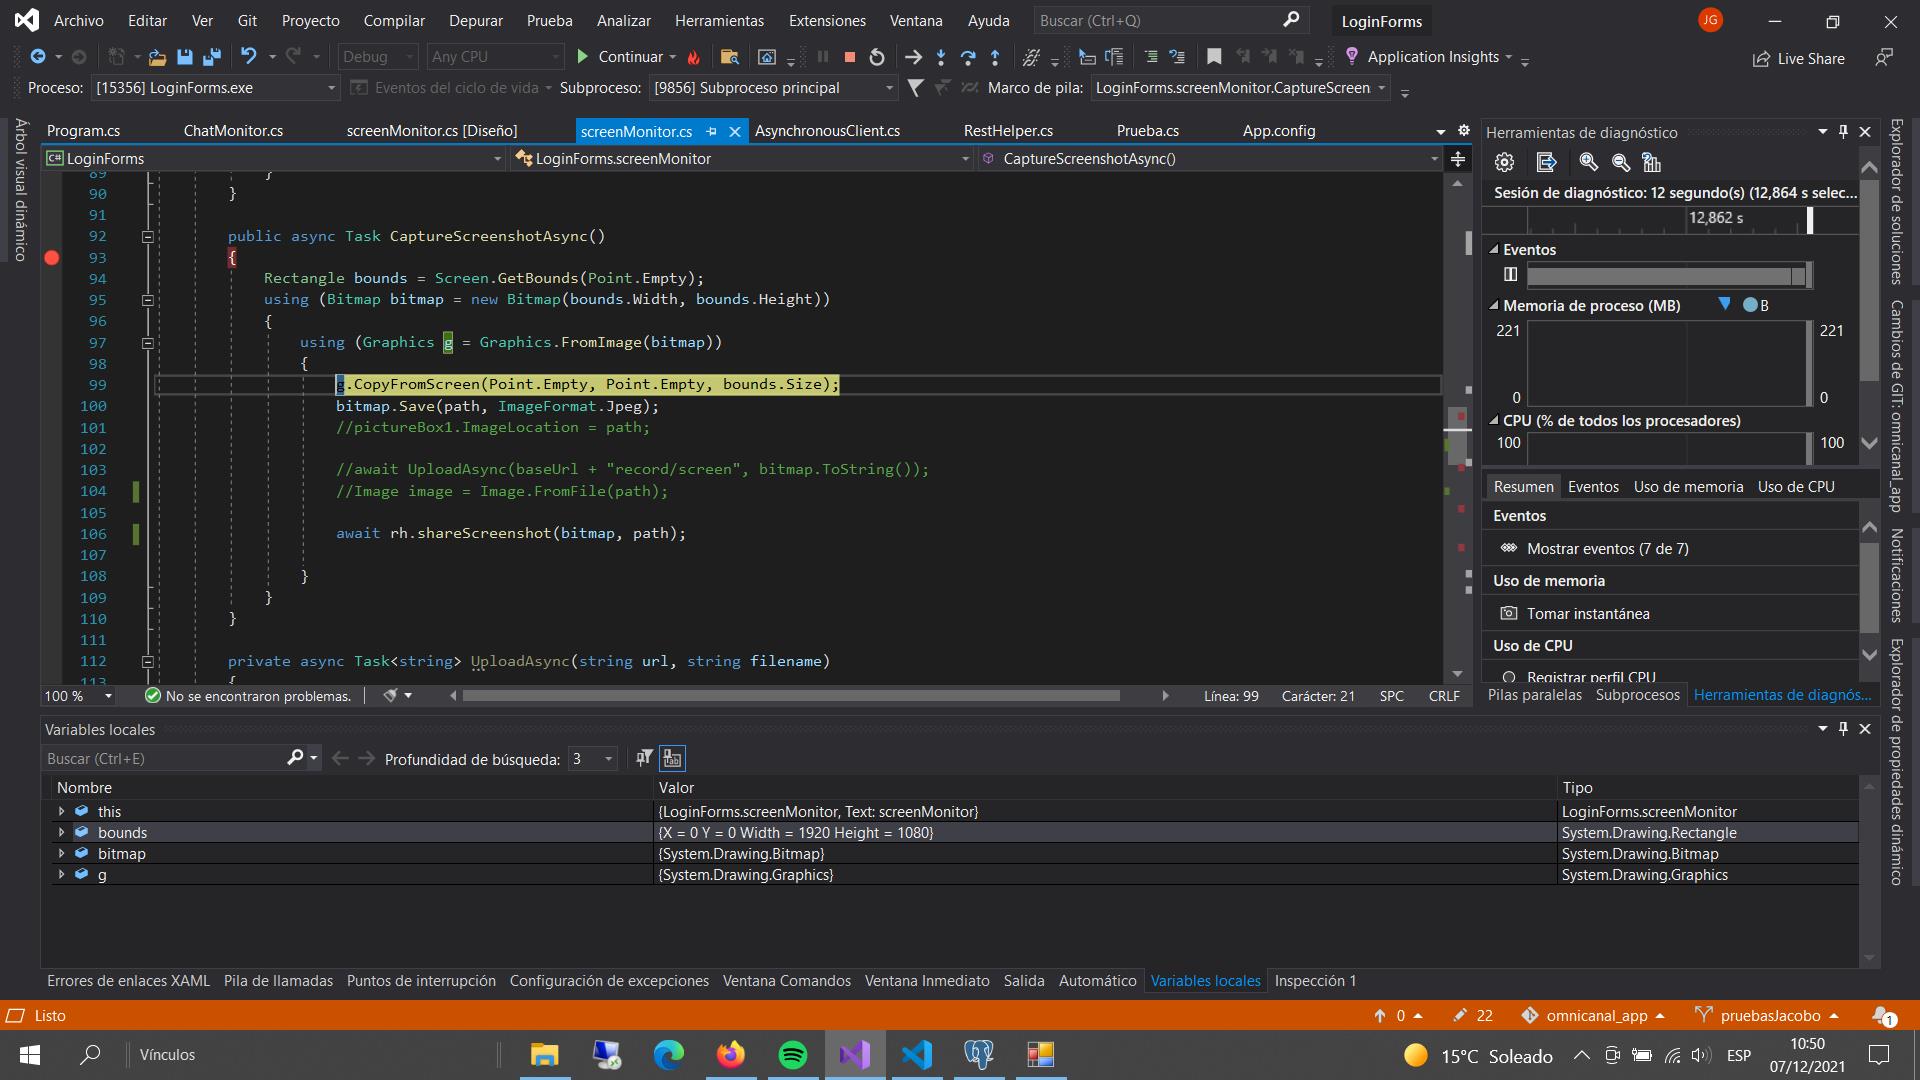 Archivo Editar Ver Git Proyecto Compilar Depurar Prueba Analizar Herramientas Extensiones Ventana Ayuda Buscar (Ctrl+Q) LoginForms JG
Debug Any CPU Continuar Application Insights Live Share
Proceso: [15356] LoginForms.exe Eventos del ciclo de vida Subproceso: [9856] Subproceso principal Marco de pila: LoginForms.screenMonitor.CaptureScreen
Árbol visual dinámico
Program.cs ChatMonitor.cs screenMonitor.cs [Diseño] screenMonitor.cs AsynchronousClient.cs RestHelper.cs Prueba.cs App.config
C# LoginForms LoginForms.screenMonitor CaptureScreenshotAsync()
89 }
90 }
91
92 public async Task CaptureScreenshotAsync()
93 {
94 Rectangle bounds = Screen.GetBounds(Point.Empty);
95 using (Bitmap bitmap = new Bitmap(bounds.Width, bounds.Height))
96 {
97 using (Graphics g = Graphics.FromImage(bitmap))
98 {
99 g.CopyFromScreen(Point.Empty, Point.Empty, bounds.Size);
100 bitmap.Save(path, ImageFormat.Jpeg);
101 //pictureBox1.ImageLocation = path;
102
103 //await UploadAsync(baseUrl + "record/screen", bitmap.ToString());
104 //Image image = Image.FromFile(path);
105
106 await rh.shareScreenshot(bitmap, path);
107
108 }
109 }
110 }
111
112 private async Task<string> UploadAsync(string url, string filename)
113 {
100 % No se encontraron problemas. Línea: 99 Carácter: 21 SPC CRLF
Herramientas de diagnóstico
Sesión de diagnóstico: 12 segundo(s) (12,864 s selec...
12,862 s
Eventos
Memoria de proceso (MB) B
221 221
0 0
CPU (% de todos los procesadores)
100 100
Resumen Eventos Uso de memoria Uso de CPU
Eventos
Mostrar eventos (7 de 7)
Uso de memoria
Tomar instantánea
Uso de CPU
Registrar perfil CPU
Pilas paralelas Subprocesos Herramientas de diagnós...
Explorador de soluciones
Cambios de GIT: omnicanal_app
Notificaciones
Explorador de propiedades dinámico
Variables locales
Buscar (Ctrl+E) Profundidad de búsqueda: 3
Nombre Valor Tipo
this {LoginForms.screenMonitor, Text: screenMonitor} LoginForms.screenMonitor
bounds {X = 0 Y = 0 Width = 1920 Height = 1080} System.Drawing.Rectangle
bitmap {System.Drawing.Bitmap} System.Drawing.Bitmap
g {System.Drawing.Graphics} System.Drawing.Graphics
Errores de enlaces XAML Pila de llamadas Puntos de interrupción Configuración de excepciones Ventana Comandos Ventana Inmediato Salida Automático Variables locales Inspección 1
Listo 0 22 omnicanal_app pruebasJacobo 1
Vínculos 15°C Soleado ESP 10:50
07/12/2021